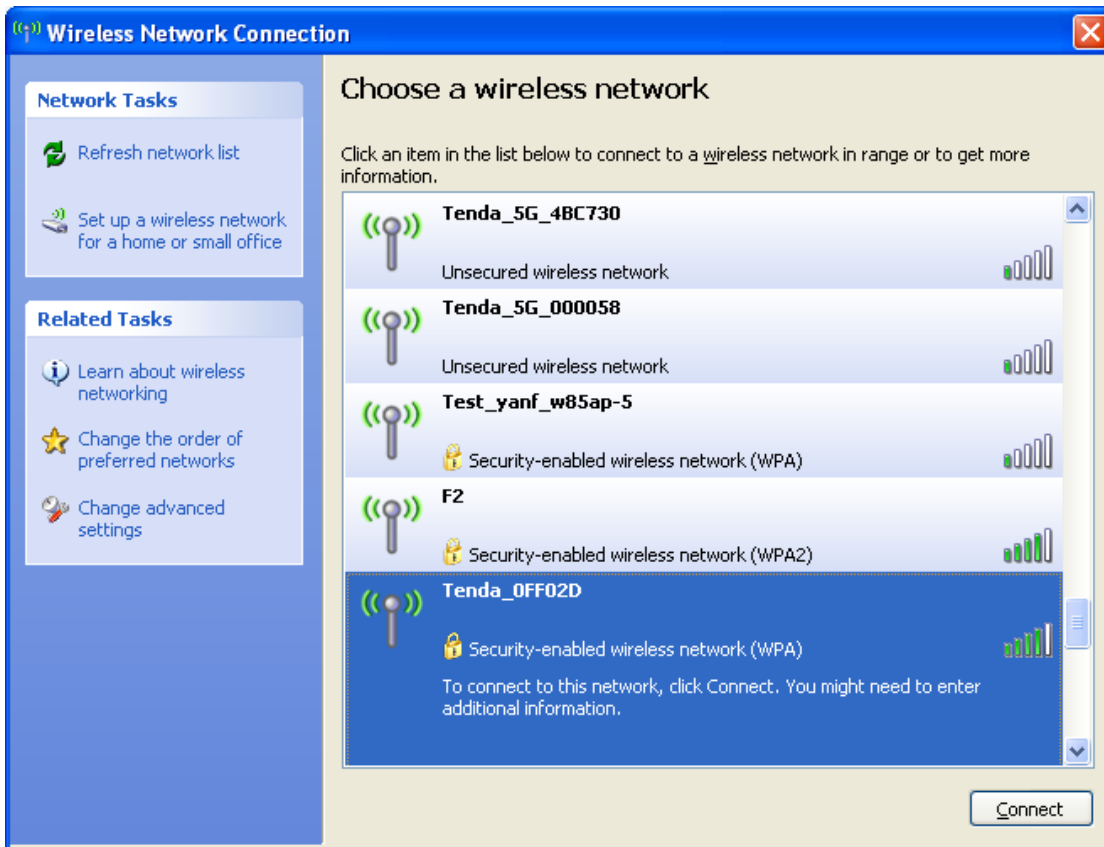 Wireless Network Connection
Network Tasks
Refresh network list
Set up a wireless network
for a home or small office
Related Tasks
Learn about wireless
networking
Change the order of
preferred networks
Change advanced
settings
Choose a wireless network
Click an item in the list below to connect to a wireless network in range or to get more
information.
Tenda_5G_4BC730
Unsecured wireless network
Tenda_5G_000058
Unsecured wireless network
Test_yanf_w85ap-5
Security-enabled wireless network (WPA)
F2
Security-enabled wireless network (WPA2)
Tenda_0FF02D
Security-enabled wireless network (WPA)
To connect to this network, click Connect. You might need to enter
additional information.
Connect